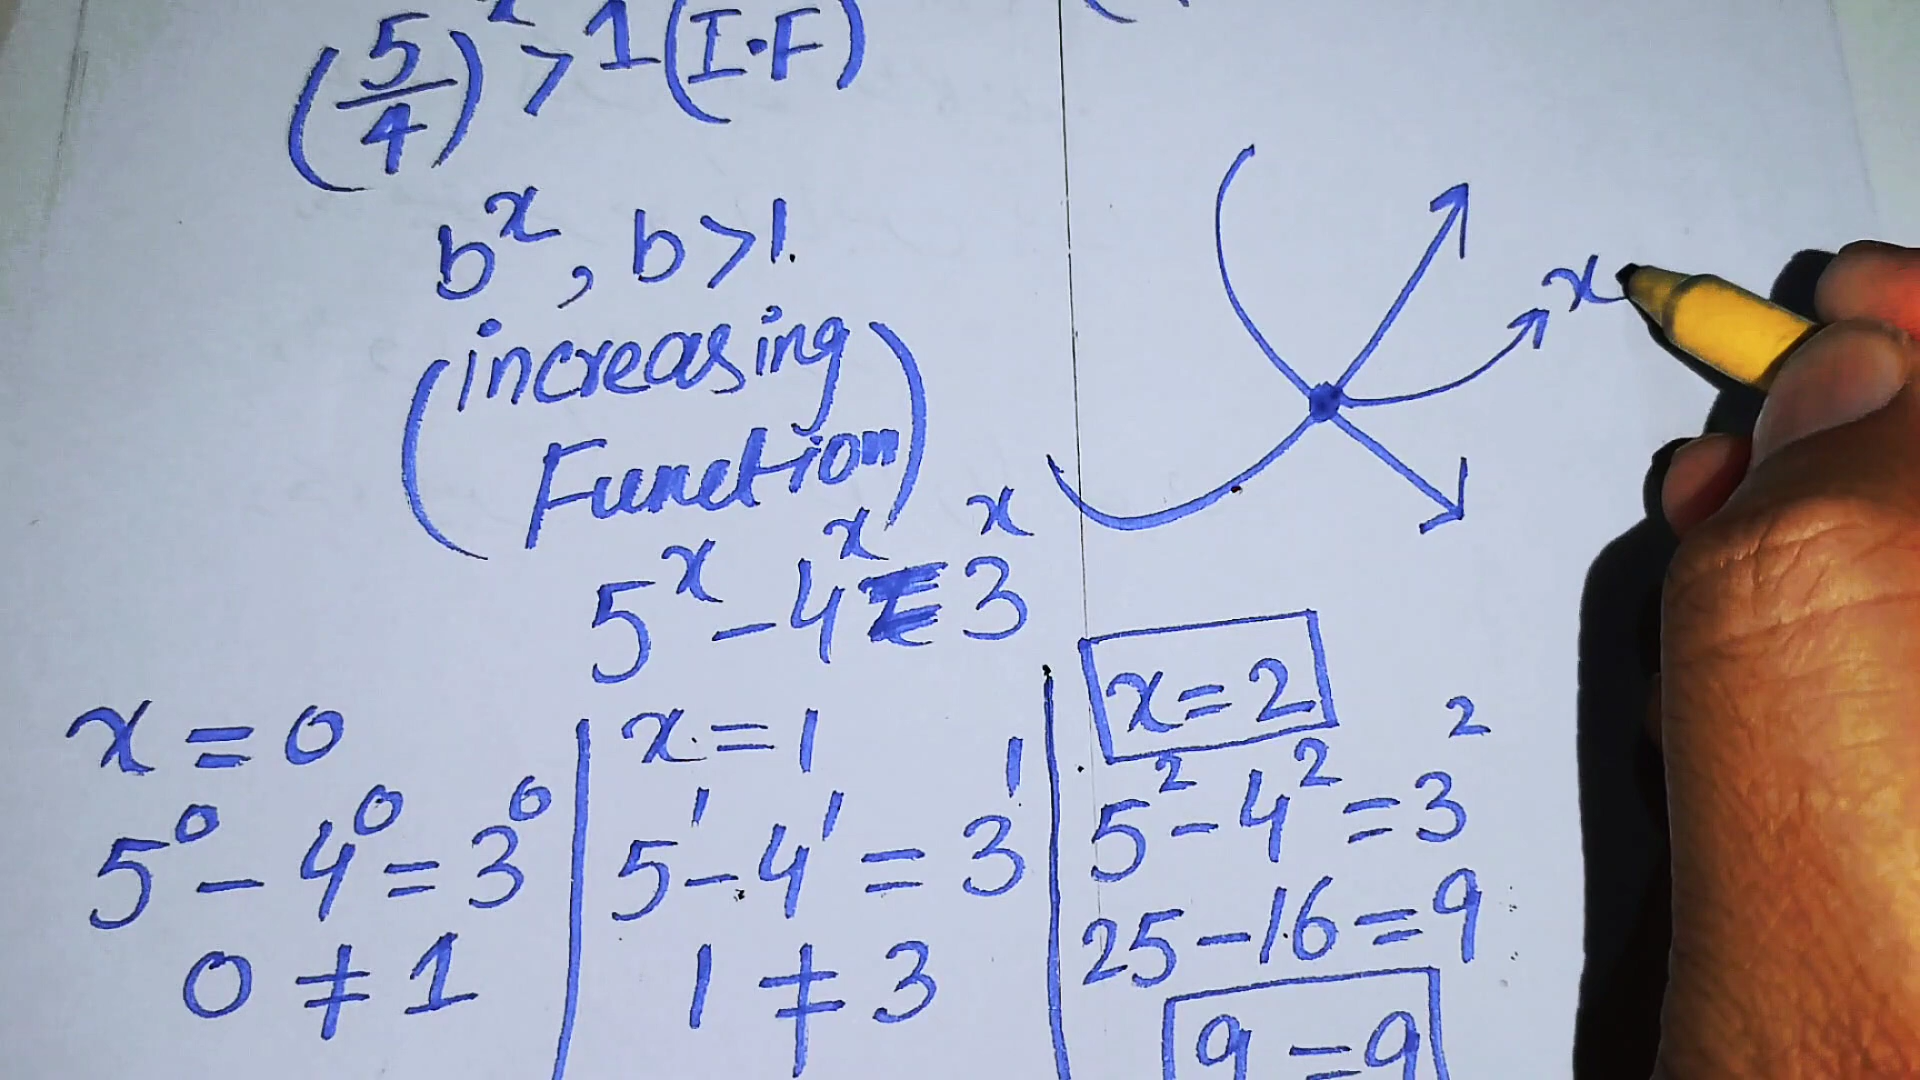 (5/4)^x > 1 (I.F)
b^x, b > 1.
(increasing
Function)
x
5^x - 4^x = 3^x
x = 0
5^0 - 4^0 = 3^0
0 ≠ 1
x = 1
5^1 - 4^1 = 3^1
1 ≠ 3
x = 2
5^2 - 4^2 = 3^2
25 - 16 = 9
9 = 9